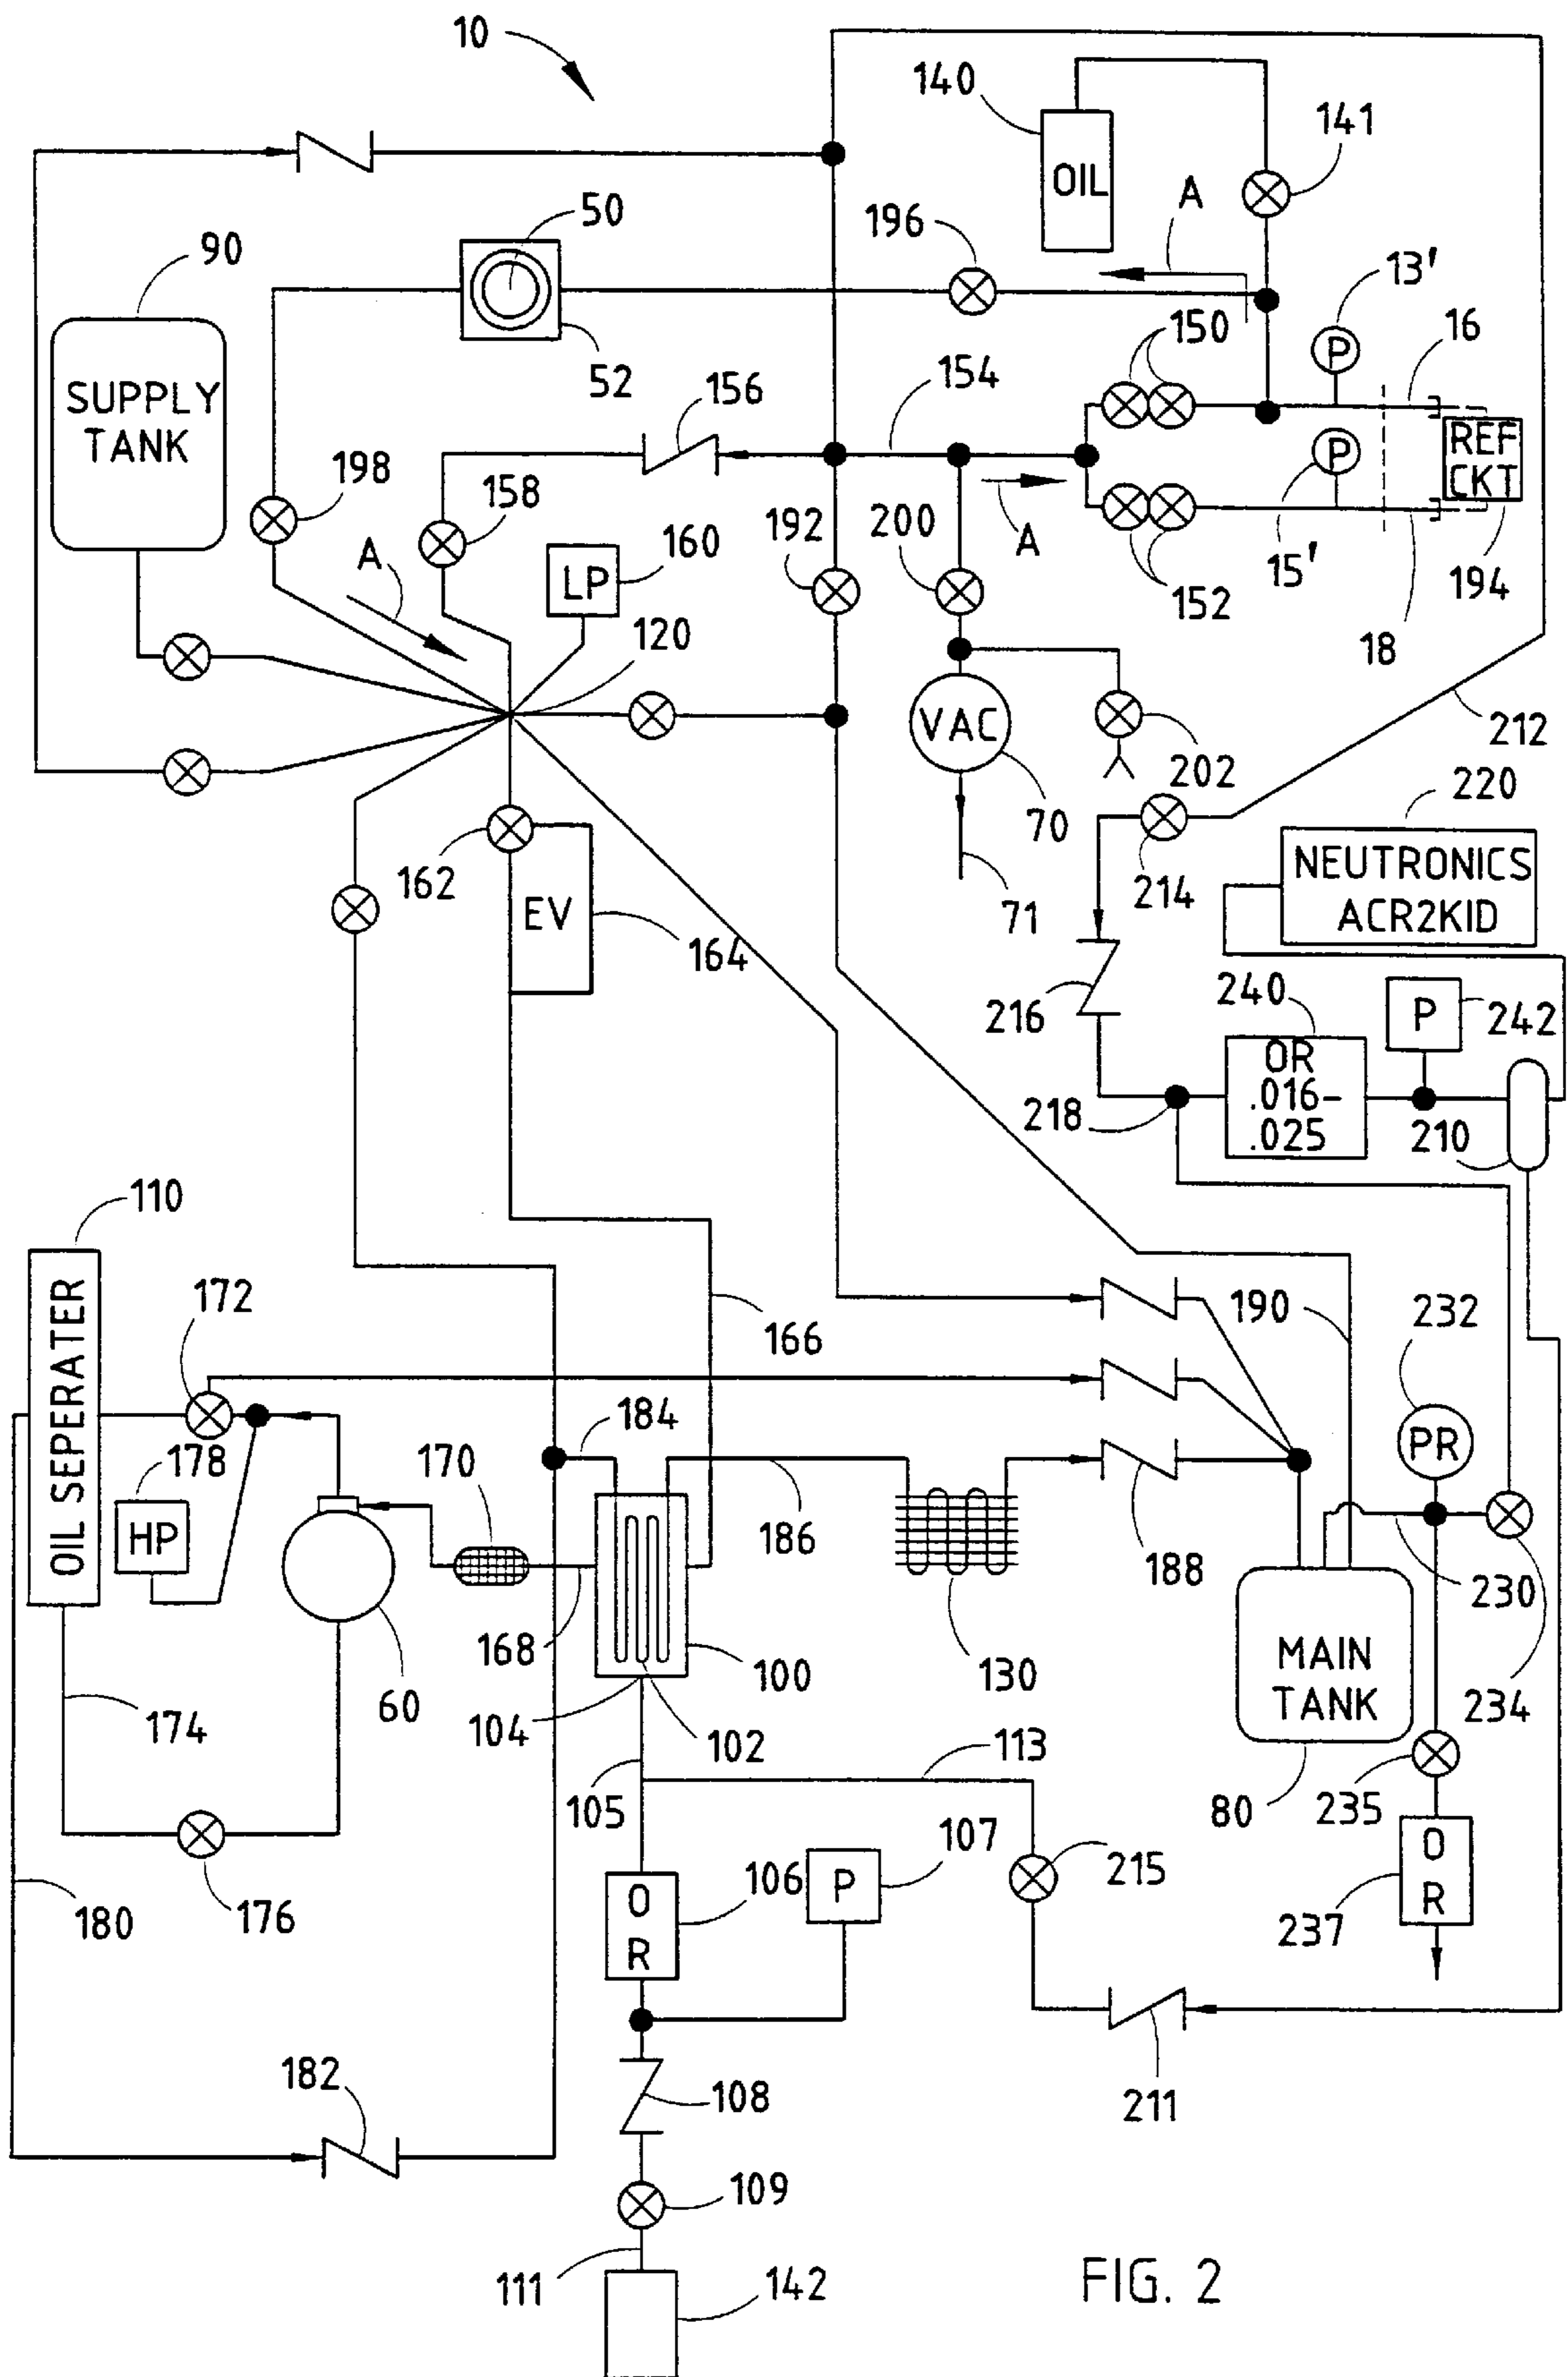 10
140
OIL
141
A
196
50
52
90
SUPPLY
TANK
13'
16
150
P
154
156
REF
CKT
P
198
158
160
LP
192
200
A
152
15'
18
194
A
120
VAC
202
212
70
71
214
220
NEUTRONICS
ACR2KID
162
EV
164
216
240
P
242
OR
.016-
.025
218
210
110
OIL SEPERATER
172
166
190
232
PR
184
178
HP
170
186
188
230
168
100
130
MAIN
TANK
234
60
174
104
102
113
105
80
235
107
P
106
O
R
215
O
R
237
180
176
182
108
211
109
111
142
FIG. 2